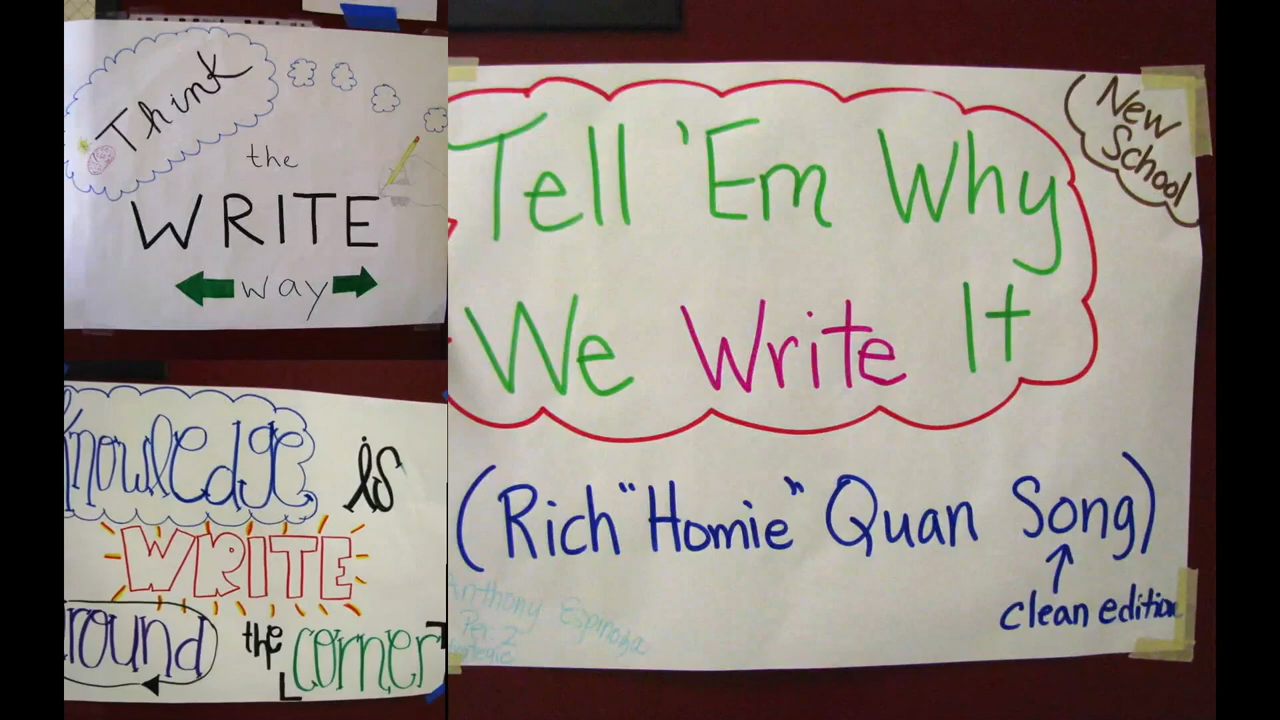 Think
the
WRITE
way
Knowledge is
WRITE
round the corner
New
School
Tell 'Em Why
We Write It
(Rich "Homie" Quan Song)
clean edition
Anthony Espinoza
Per. 2